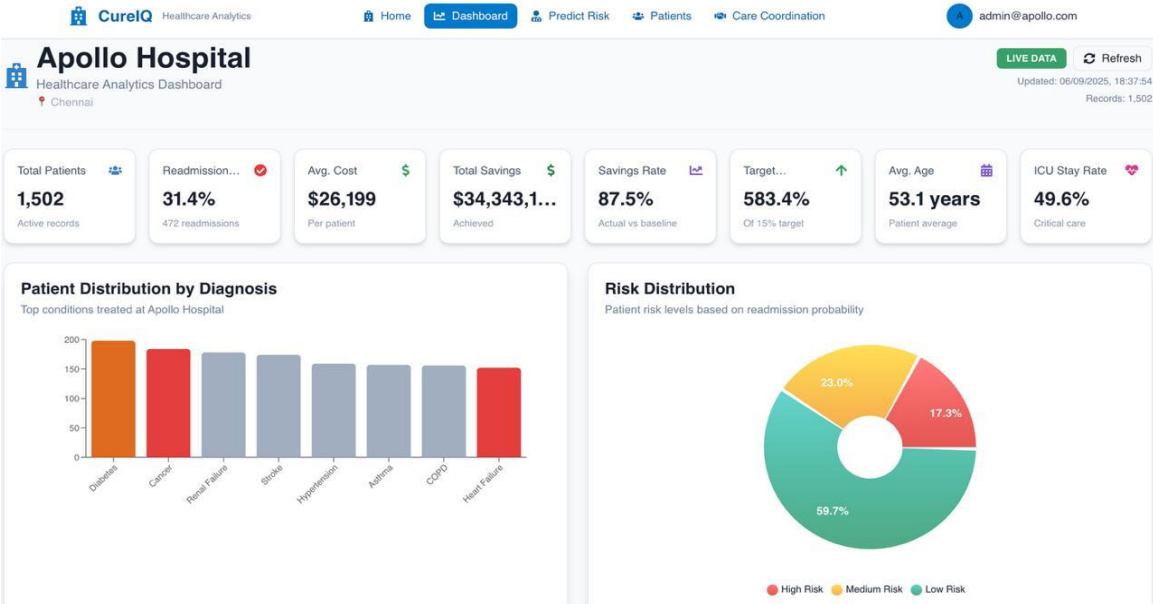 CureIQ Healthcare Analytics Home Dashboard Predict Risk Patients Care Coordination A admin@apollo.com
Apollo Hospital
Healthcare Analytics Dashboard
Chennai
LIVE DATA Refresh
Updated: 06/09/2025, 18:37:54
Records: 1,502
Total Patients
1,502
Active records
Readmission...
31.4%
472 readmissions
Avg. Cost $
$26,199
Per patient
Total Savings $
$34,343,1...
Achieved
Savings Rate
87.5%
Actual vs baseline
Target...
583.4%
Of 15% target
Avg. Age
53.1 years
Patient average
ICU Stay Rate
49.6%
Critical care
Patient Distribution by Diagnosis
Top conditions treated at Apollo Hospital
200
150
100
50
0
Diabetes
Cancer
Renal Failure
Stroke
Hypertension
Asthma
COPD
Heart Failure
Risk Distribution
Patient risk levels based on readmission probability
23.0%
17.3%
59.7%
High Risk Medium Risk Low Risk